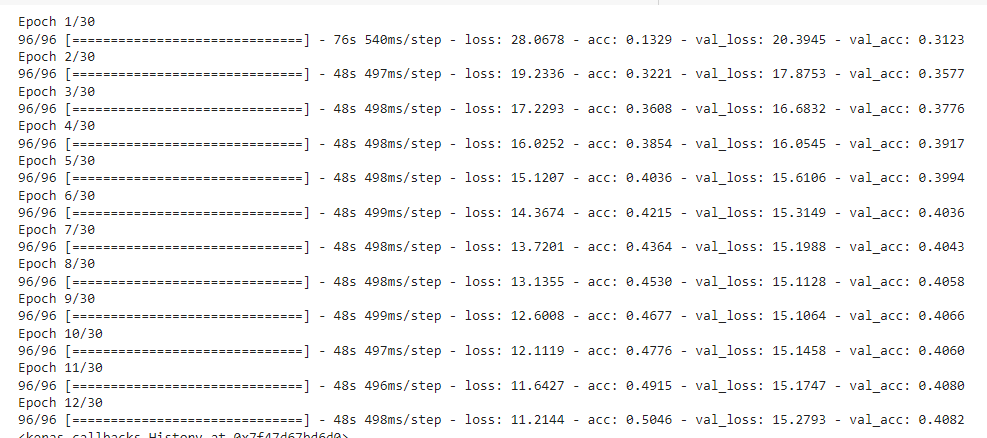 Epoch 1/30
96/96 [==============================] - 76s 540ms/step - loss: 28.0678 - acc: 0.1329 - val_loss: 20.3945 - val_acc: 0.3123
Epoch 2/30
96/96 [==============================] - 48s 497ms/step - loss: 19.2336 - acc: 0.3221 - val_loss: 17.8753 - val_acc: 0.3577
Epoch 3/30
96/96 [==============================] - 48s 498ms/step - loss: 17.2293 - acc: 0.3608 - val_loss: 16.6832 - val_acc: 0.3776
Epoch 4/30
96/96 [==============================] - 48s 498ms/step - loss: 16.0252 - acc: 0.3854 - val_loss: 16.0545 - val_acc: 0.3917
Epoch 5/30
96/96 [==============================] - 48s 498ms/step - loss: 15.1207 - acc: 0.4036 - val_loss: 15.6106 - val_acc: 0.3994
Epoch 6/30
96/96 [==============================] - 48s 499ms/step - loss: 14.3674 - acc: 0.4215 - val_loss: 15.3149 - val_acc: 0.4036
Epoch 7/30
96/96 [==============================] - 48s 498ms/step - loss: 13.7201 - acc: 0.4364 - val_loss: 15.1988 - val_acc: 0.4043
Epoch 8/30
96/96 [==============================] - 48s 498ms/step - loss: 13.1355 - acc: 0.4530 - val_loss: 15.1128 - val_acc: 0.4058
Epoch 9/30
96/96 [==============================] - 48s 499ms/step - loss: 12.6008 - acc: 0.4677 - val_loss: 15.1064 - val_acc: 0.4066
Epoch 10/30
96/96 [==============================] - 48s 497ms/step - loss: 12.1119 - acc: 0.4776 - val_loss: 15.1458 - val_acc: 0.4060
Epoch 11/30
96/96 [==============================] - 48s 496ms/step - loss: 11.6427 - acc: 0.4915 - val_loss: 15.1747 - val_acc: 0.4080
Epoch 12/30
96/96 [==============================] - 48s 498ms/step - loss: 11.2144 - acc: 0.5046 - val_loss: 15.2793 - val_acc: 0.4082
<keras.callbacks.History at 0x7f47d67bd6d0>